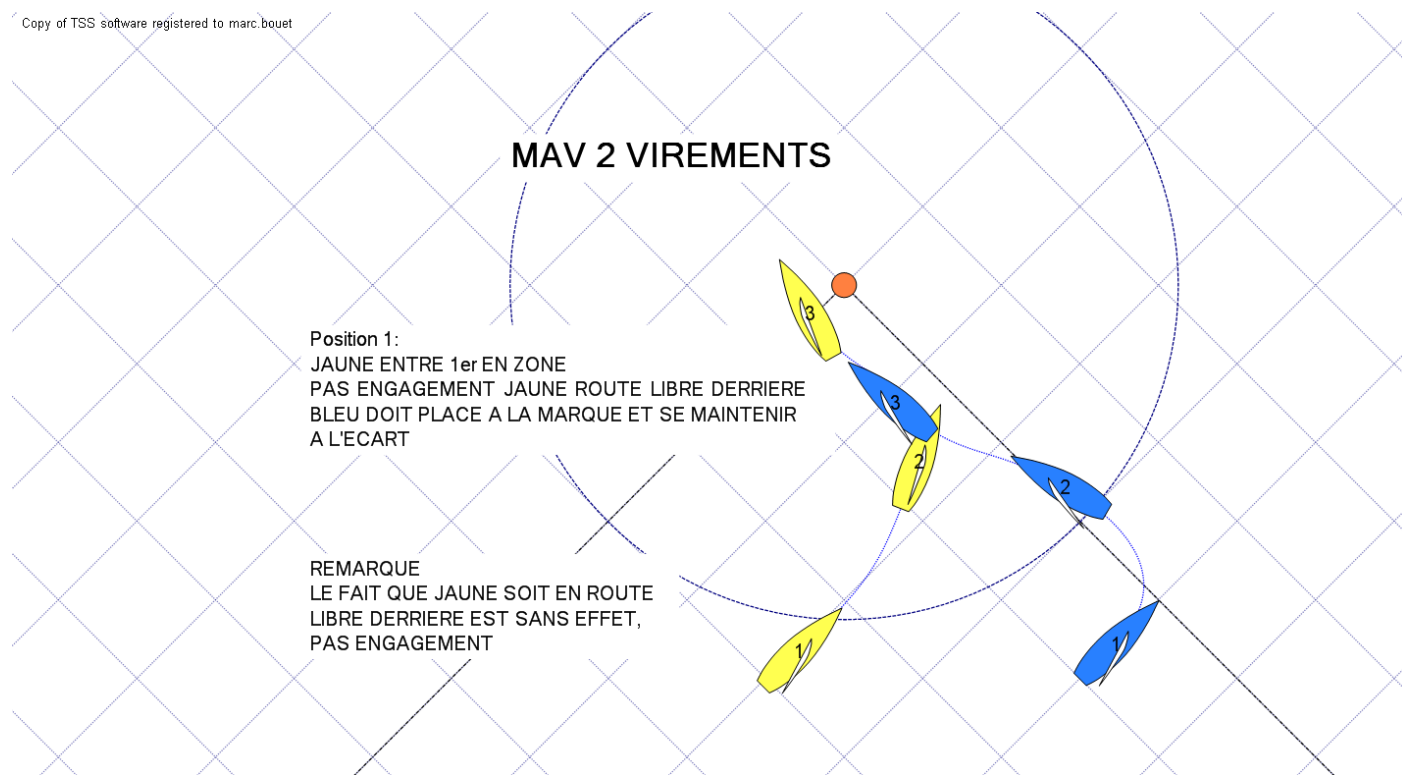 Copy of TSS software registered to marc.bouet
MAV 2 VIREMENTS
Position 1:
JAUNE ENTRE 1er EN ZONE
PAS ENGAGEMENT JAUNE ROUTE LIBRE DERRIERE
BLEU DOIT PLACE A LA MARQUE ET SE MAINTENIR
A L'ECART
REMARQUE
LE FAIT QUE JAUNE SOIT EN ROUTE
LIBRE DERRIERE EST SANS EFFET,
PAS ENGAGEMENT
3
3
2
2
1
1